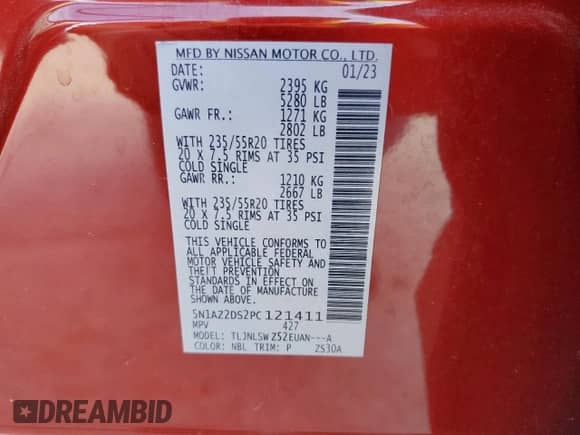 MFD BY NISSAN MOTOR CO., LTD.
DATE: 01/23
GVWR: 2395 KG
5280 LB
GAWR FR.: 1271 KG
2802 LB
WITH 235/55R20 TIRES
20 X 7.5 RIMS AT 35 PSI
COLD SINGLE
GAWR RR.: 1210 KG
2667 LB
WITH 235/55R20 TIRES
20 X 7.5 RIMS AT 35 PSI
COLD SINGLE
THIS VEHICLE CONFORMS TO
ALL APPLICABLE FEDERAL
MOTOR VEHICLE SAFETY AND
THEFT PREVENTION
STANDARDS IN EFFECT ON
THE DATE OF MANUFACTURE
SHOWN ABOVE.
5N1AZ2DS2PC121411
MPV 427
MODEL: TLJNLSW Z52EUAN---A
COLOR: NBL TRIM: P ZS30A
DREAMBID